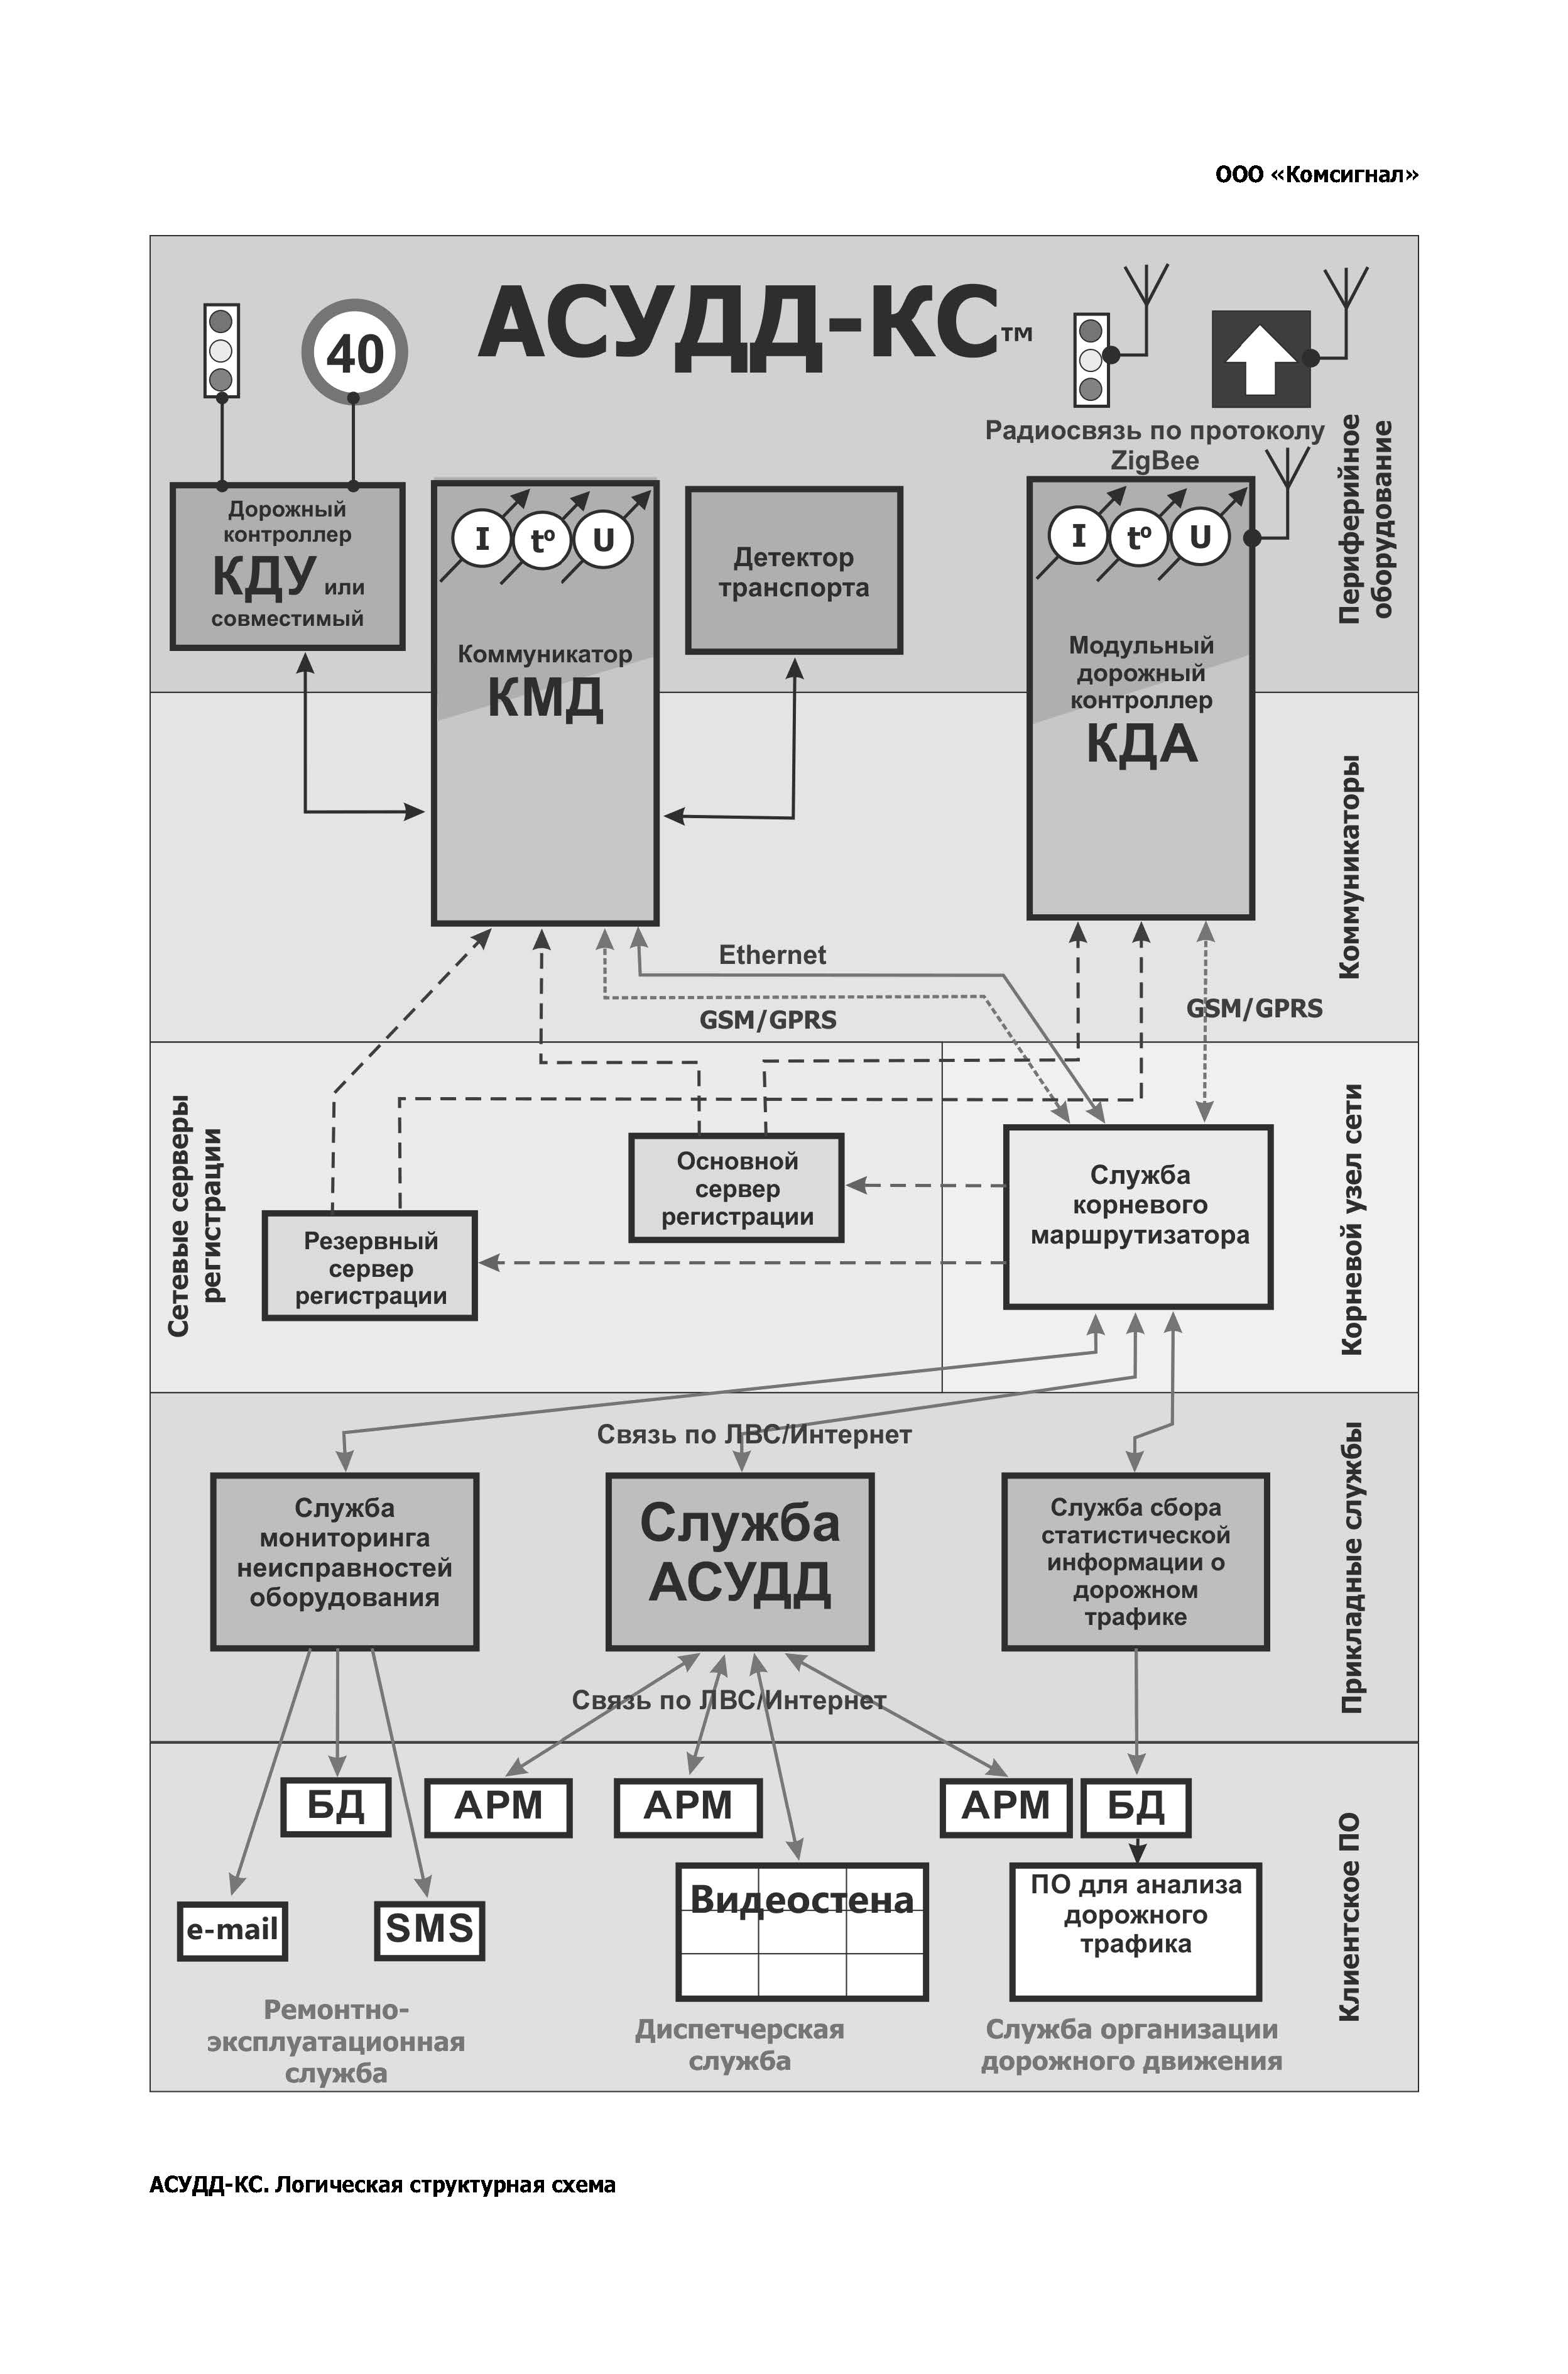 ООО «Комсигнал»
АСУДД-КС™
40
Радиосвязь по протоколу
ZigBee
Периферийное
оборудование
Дорожный
контроллер
КДУ или
совместимый
I tº U
Коммуникатор
КМД
Детектор
транспорта
I tº U
Модульный
дорожный
контроллер
КДА
Коммуникаторы
Ethernet
GSM/GPRS
GSM/GPRS
Сетевые серверы
регистрации
Основной
сервер
регистрации
Резервный
сервер
регистрации
Служба
корневого
маршрутизатора
Корневой узел сети
Связь по ЛВС/Интернет
Служба
мониторинга
неисправностей
оборудования
Служба
АСУДД
Служба сбора
статистической
информации о
дорожном
трафике
Прикладные службы
Связь по ЛВС/Интернет
БД
АРМ
АРМ
АРМ
БД
e-mail
SMS
Видеостена
ПО для анализа
дорожного
трафика
Клиентское ПО
Ремонтно-
эксплуатационная
служба
Диспетчерская
служба
Служба организации
дорожного движения
АСУДД-КС. Логическая структурная схема